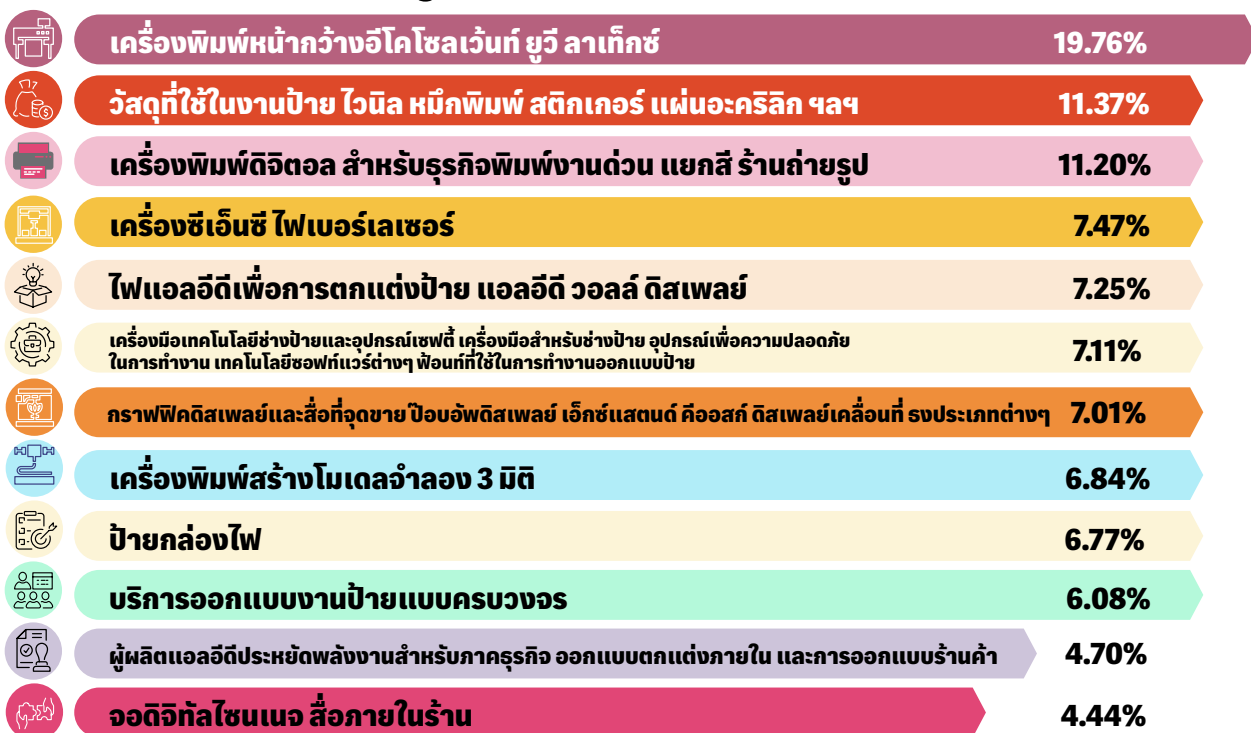 เครื่องพิมพ์หน้ากว้างอีโคโซลเว้นท์ ยูวี ลาเท็กซ์ 19.76%
วัสดุที่ใช้ในงานป้าย ไวนิล หมึกพิมพ์ สติกเกอร์ แผ่นอะคริลิก ฯลฯ 11.37%
เครื่องพิมพ์ดิจิตอล สำหรับธุรกิจพิมพ์งานด่วน แยกสี ร้านถ่ายรูป 11.20%
เครื่องซีเอ็นซี ไฟเบอร์เลเซอร์ 7.47%
ไฟแอลอีดีเพื่อการตกแต่งป้าย แอลอีดี วอลล์ ดิสเพลย์ 7.25%
เครื่องมือเทคโนโลยีช่างป้ายและอุปกรณ์เซฟตี้ เครื่องมือสำหรับช่างป้าย อุปกรณ์เพื่อความปลอดภัย
ในการทำงาน เทคโนโลยีซอฟท์แวร์ต่างๆ ฟ้อนท์ที่ใช้ในการทำงานออกแบบป้าย 7.11%
กราฟฟิคดิสเพลย์และสื่อที่จุดขาย ป๊อบอัพดิสเพลย์ เอ็กซ์แสตนด์ คีออสก์ ดิสเพลย์เคลื่อนที่ ธงประเภทต่างๆ 7.01%
เครื่องพิมพ์สร้างโมเดลจำลอง 3 มิติ 6.84%
ป้ายกล่องไฟ 6.77%
บริการออกแบบงานป้ายแบบครบวงจร 6.08%
ผู้ผลิตแอลอีดีประหยัดพลังงานสำหรับภาคธุรกิจ ออกแบบตกแต่งภายใน และการออกแบบร้านค้า 4.70%
จอดิจิทัลไซนเนจ สื่อภายในร้าน 4.44%